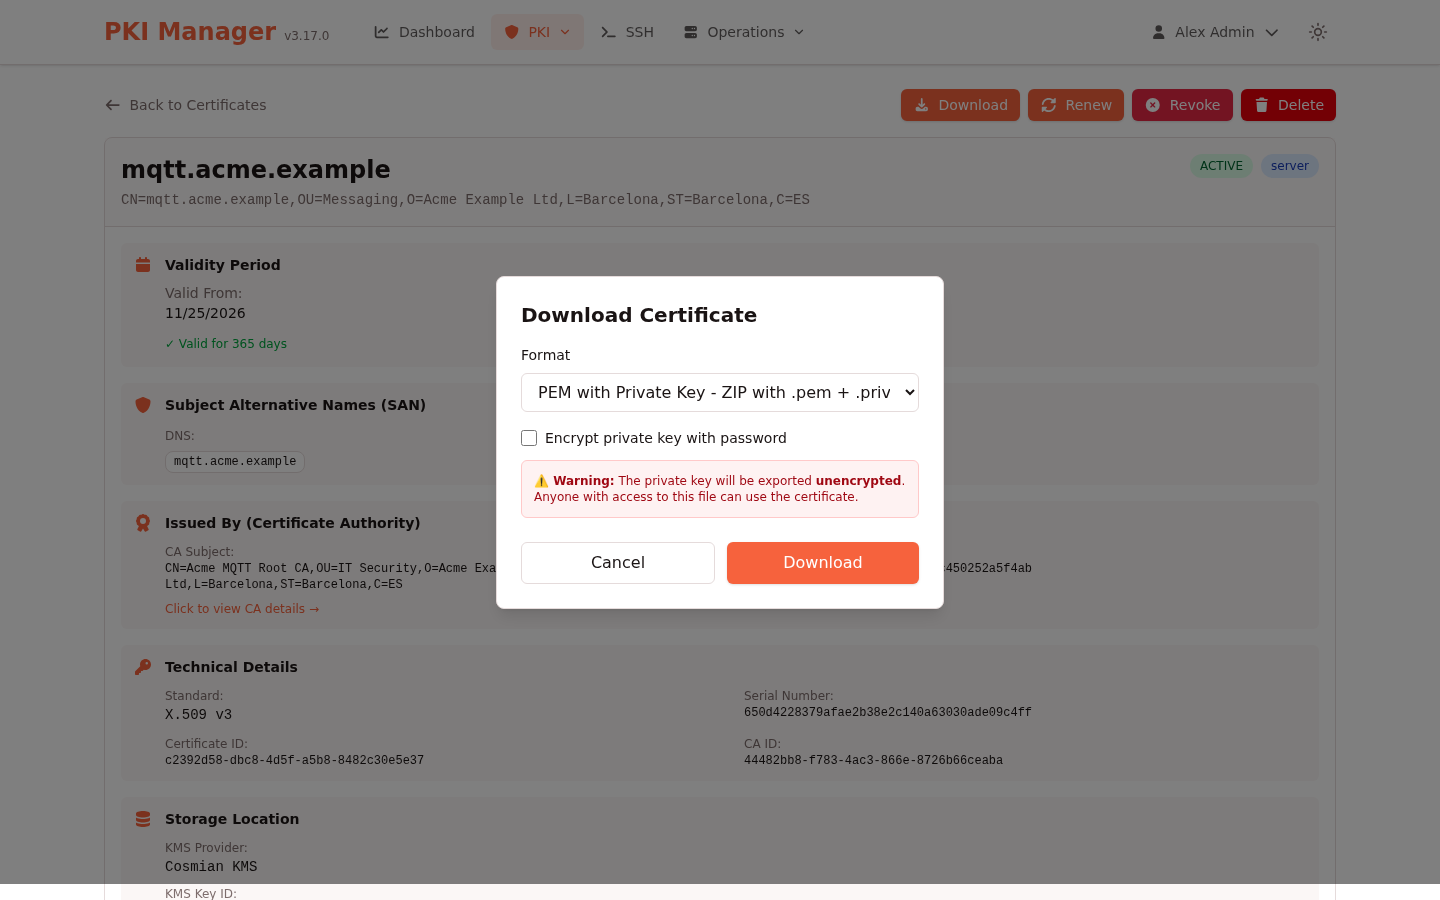 PKI Manager v3.17.0
Dashboard
PKI
SSH
Operations
Alex Admin
Back to Certificates
Download
Renew
Revoke
Delete
mqtt.acme.example
ACTIVE
server
CN=mqtt.acme.example,OU=Messaging,O=Acme Example Ltd,L=Barcelona,ST=Barcelona,C=ES
Validity Period
Valid From:
11/25/2026
✓ Valid for 365 days
Subject Alternative Names (SAN)
DNS:
mqtt.acme.example
Issued By (Certificate Authority)
CA Subject:
CN=Acme MQTT Root CA,OU=IT Security,O=Acme Exa
Ltd,L=Barcelona,ST=Barcelona,C=ES
450252a5f4ab
Click to view CA details →
Download Certificate
Format
PEM with Private Key - ZIP with .pem + .priv
Encrypt private key with password
⚠️ Warning: The private key will be exported unencrypted.
Anyone with access to this file can use the certificate.
Cancel
Download
Technical Details
Standard:
X.509 v3
Serial Number:
650d4228379afae2b38e2c140a63030ade09c4ff
Certificate ID:
c2392d58-dbc8-4d5f-a5b8-8482c30e5e37
CA ID:
44482bb8-f783-4ac3-866e-8726b66ceaba
Storage Location
KMS Provider:
Cosmian KMS
KMS Key ID: